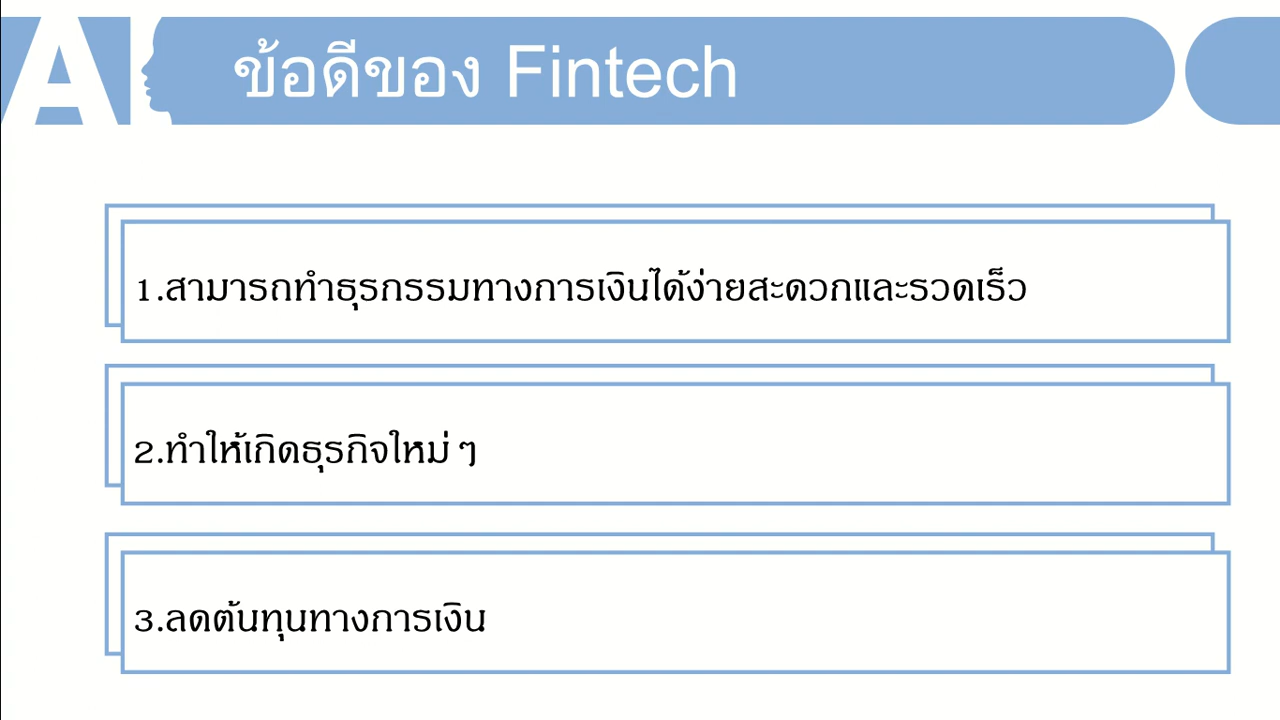 AI
ข้อดีของ Fintech
1.สามารถทำธุรกรรมทางการเงินได้ง่ายสะดวกและรวดเร็ว
2.ทำให้เกิดธุรกิจใหม่ ๆ
3.ลดต้นทุนทางการเงิน